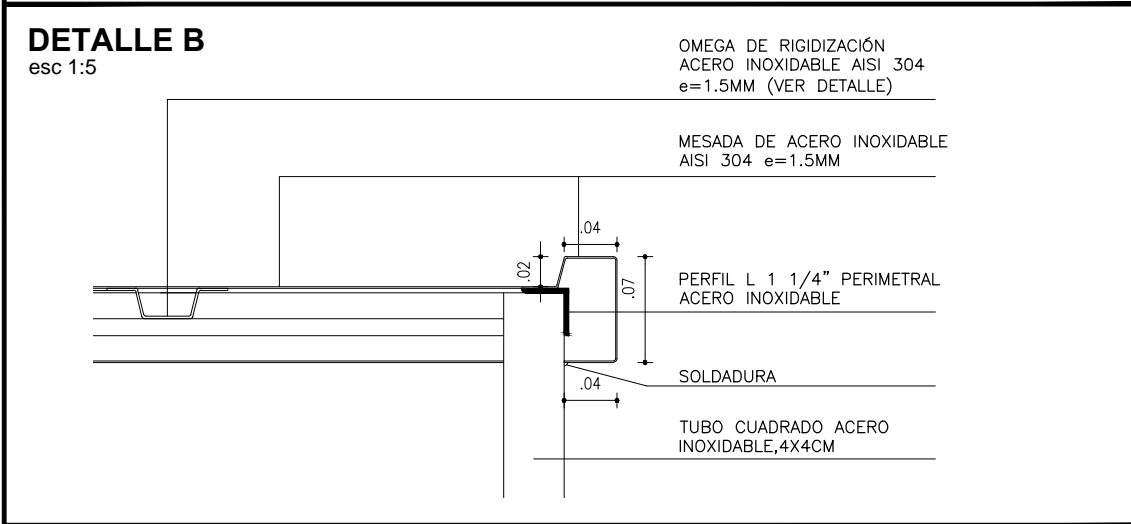 DETALLE B
esc 1:5
OMEGA DE RIGIDIZACIÓN
ACERO INOXIDABLE AISI 304
e=1.5MM (VER DETALLE)
MESADA DE ACERO INOXIDABLE
AISI 304 e=1.5MM
.04
.02
.07
PERFIL L 1 1/4” PERIMETRAL
ACERO INOXIDABLE
SOLDADURA
.04
TUBO CUADRADO ACERO
INOXIDABLE,4X4CM